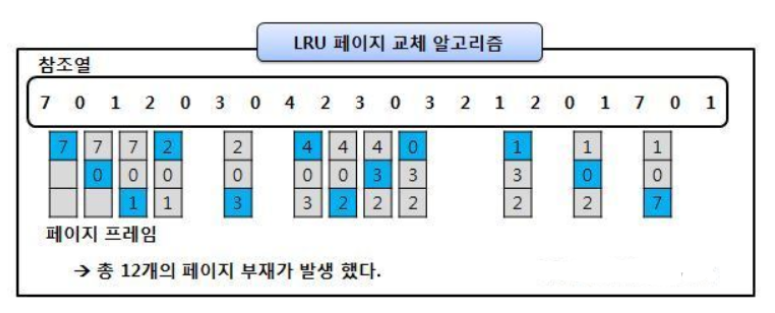 LRU 페이지 교체 알고리즘
참조열
7 0 1 2 0 3 0 4 2 3 0 3 2 1 2 0 1 7 0 1
7 7 7 2 2 4 4 4 0 1 1 1
0 0 0 0 0 0 3 3 3 0 0
1 1 3 3 2 2 2 2 2 7
페이지 프레임
→ 총 12개의 페이지 부재가 발생 했다.